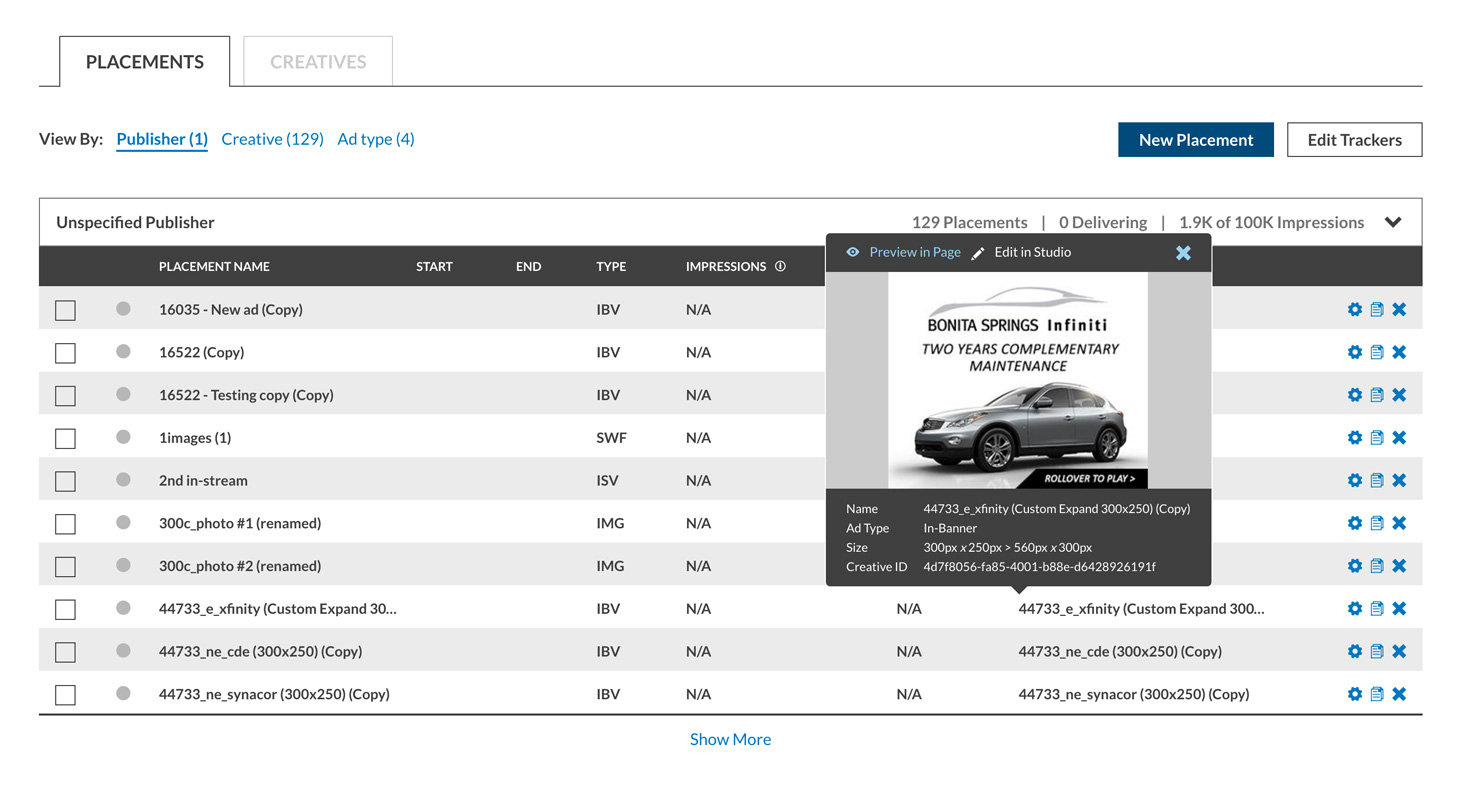 PLACEMENTS CREATIVES
View By: Publisher (1) Creative (129) Ad type (4) New Placement Edit Trackers
Unspecified Publisher 129 Placements | 0 Delivering | 1.9K of 100K Impressions
PLACEMENT NAME START END TYPE IMPRESSIONS
16035 - New ad (Copy) IBV N/A
16522 (Copy) IBV N/A
16522 - Testing copy (Copy) IBV N/A
1images (1) SWF N/A
2nd in-stream ISV N/A
300c_photo #1 (renamed) IMG N/A
300c_photo #2 (renamed) IMG N/A
44733_e_xfinity (Custom Expand 30... IBV N/A N/A 44733_e_xfinity (Custom Expand 300...
44733_ne_cde (300x250) (Copy) IBV N/A N/A 44733_ne_cde (300x250) (Copy)
44733_ne_synacor (300x250) (Copy) IBV N/A N/A 44733_ne_synacor (300x250) (Copy)
Preview in Page Edit in Studio
BONITA SPRINGS Infiniti
TWO YEARS COMPLEMENTARY
MAINTENANCE
ROLLOVER TO PLAY >
Name 44733_e_xfinity (Custom Expand 300x250) (Copy)
Ad Type In-Banner
Size 300px x 250px > 560px x 300px
Creative ID 4d7f8056-fa85-4001-b88e-d6428926191f
Show More